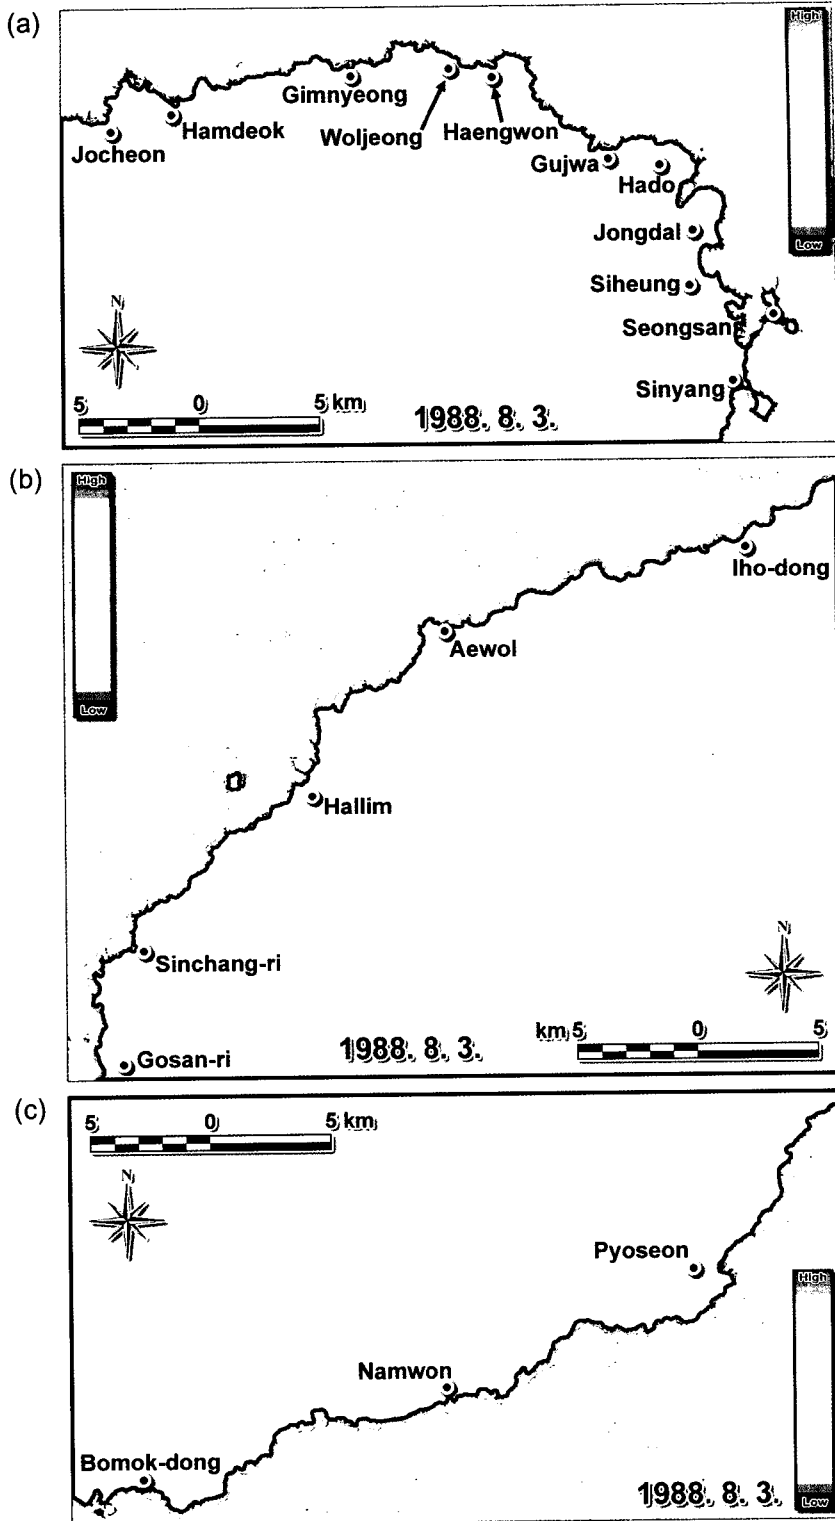 (a)
High
Gimnyeong
Hamdeok
Woljeong
Haengwon
Jocheon
Gujwa
Hado
Jongdal
Low
Siheung
N
Seongsan
Sinyang
5 0 5 km
1988. 8. 3.
(b)
High
Iho-dong
Aewol
Low
Hallim
N
Sinchang-ri
km 5 0 5
1988. 8. 3.
Gosan-ri
(c)
5 0 5 km
N
Pyoseon
High
Namwon
Bomok-dong
1988. 8. 3.
Low